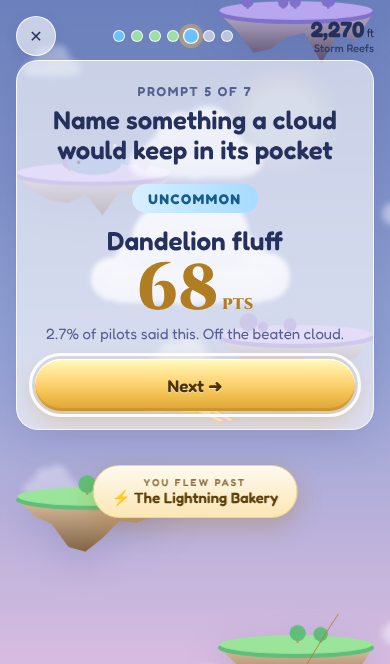 ×
2,270 ft
Storm Reefs
PROMPT 5 OF 7
Name something a cloud
would keep in its pocket
UNCOMMON
Dandelion fluff
68 PTS
2.7% of pilots said this. Off the beaten cloud.
Next →
YOU FLEW PAST
⚡ The Lightning Bakery